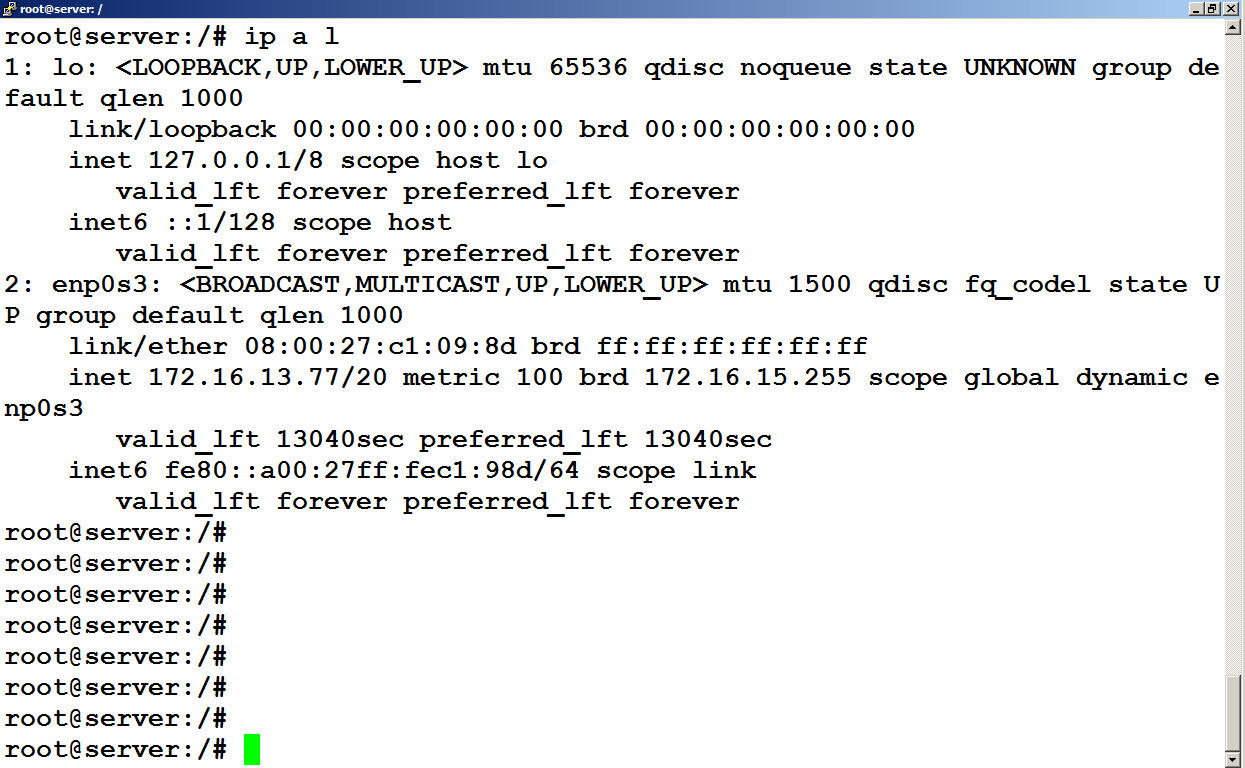 root@server: /
root@server:/# ip a l
1: lo: <LOOPBACK,UP,LOWER_UP> mtu 65536 qdisc noqueue state UNKNOWN group de
fault qlen 1000
    link/loopback 00:00:00:00:00:00 brd 00:00:00:00:00:00
    inet 127.0.0.1/8 scope host lo
       valid_lft forever preferred_lft forever
    inet6 ::1/128 scope host
       valid_lft forever preferred_lft forever
2: enp0s3: <BROADCAST,MULTICAST,UP,LOWER_UP> mtu 1500 qdisc fq_codel state U
P group default qlen 1000
    link/ether 08:00:27:c1:09:8d brd ff:ff:ff:ff:ff:ff
    inet 172.16.13.77/20 metric 100 brd 172.16.15.255 scope global dynamic e
np0s3
       valid_lft 13040sec preferred_lft 13040sec
    inet6 fe80::a00:27ff:fec1:98d/64 scope link
       valid_lft forever preferred_lft forever
root@server:/#
root@server:/#
root@server:/#
root@server:/#
root@server:/#
root@server:/#
root@server:/#
root@server:/#